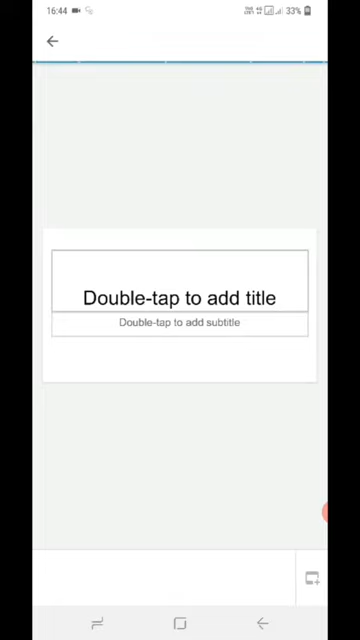 16:44
33%
Double-tap to add title
Double-tap to add subtitle